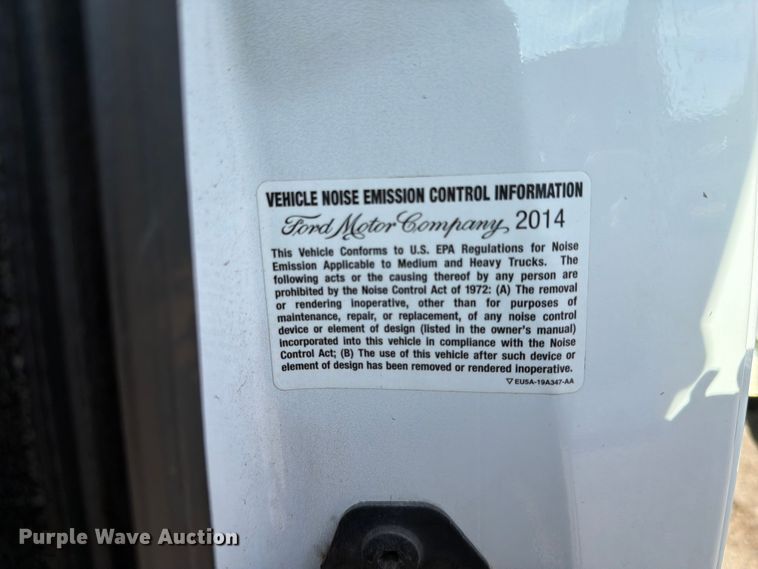 VEHICLE NOISE EMISSION CONTROL INFORMATION
Ford Motor Company, 2014
This Vehicle Conforms to U.S. EPA Regulations for Noise
Emission Applicable to Medium and Heavy Trucks. The
following acts or the causing thereof by any person are
prohibited by the Noise Control Act of 1972: (A) The removal
or rendering inoperative, other than for purposes of
maintenance, repair, or replacement, of any noise control
device or element of design (listed in the owner's manual)
incorporated into this vehicle in compliance with the Noise
Control Act; (B) The use of this vehicle after such device or
element of design has been removed or rendered inoperative.
▽ EU5A-19A347-AA
Purple Wave Auction®